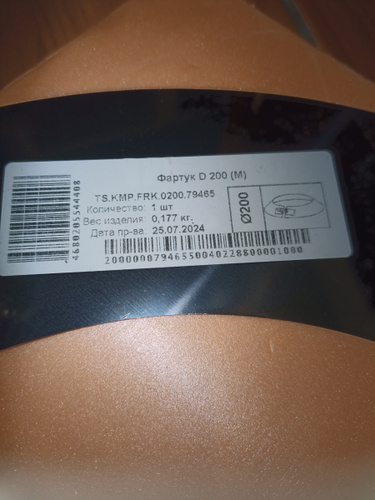 Фартук D 200 (М)
TS.KMP.FRK.0200.79465
Количество: 1 шт
Вес изделия: 0,177 кг.
Дата пр-ва: 25.07.2024
Ø200
4680205544408
20000007946550040228800001000